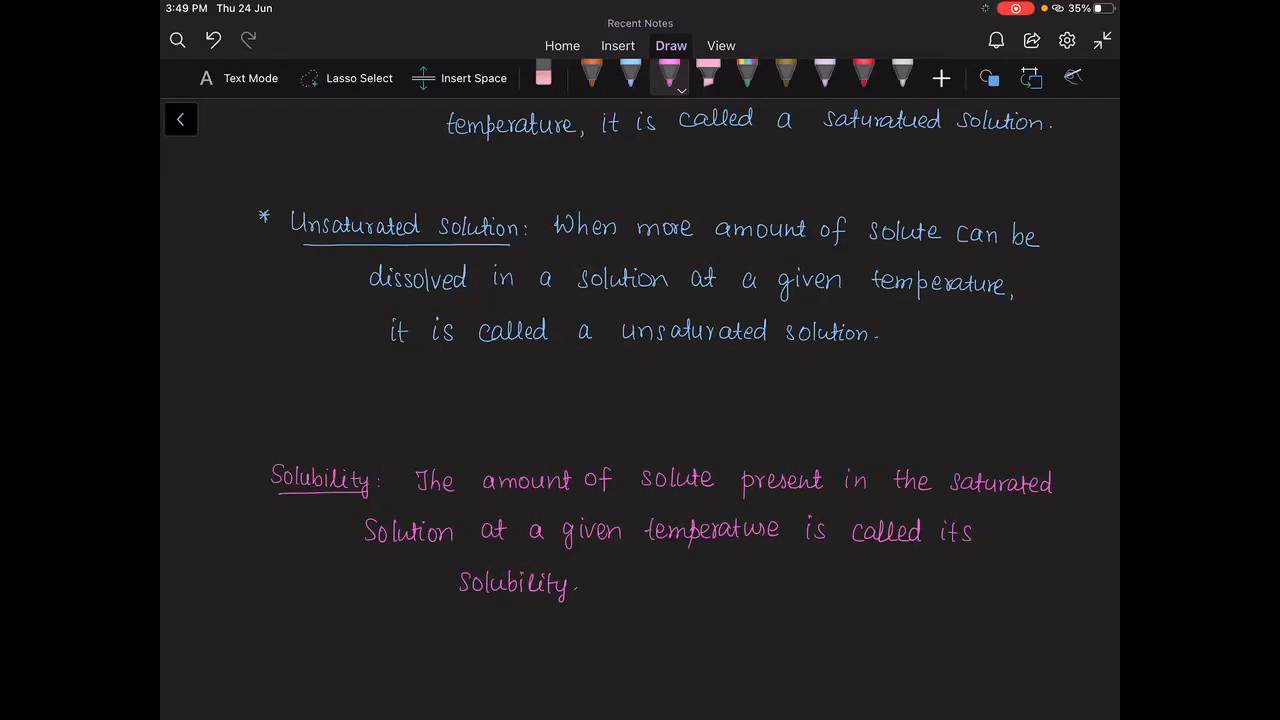 3:49 PM Thu 24 Jun
35%
Recent Notes
Home Insert Draw View
Text Mode Lasso Select Insert Space
temperature, it is called a saturatued solution.
* Unsaturated solution: When more amount of solute can be
dissolved in a solution at a given temperature,
it is called a unsaturated solution.
Solubility: The amount of solute present in the saturated
Solution at a given temperature is called its
solubility.